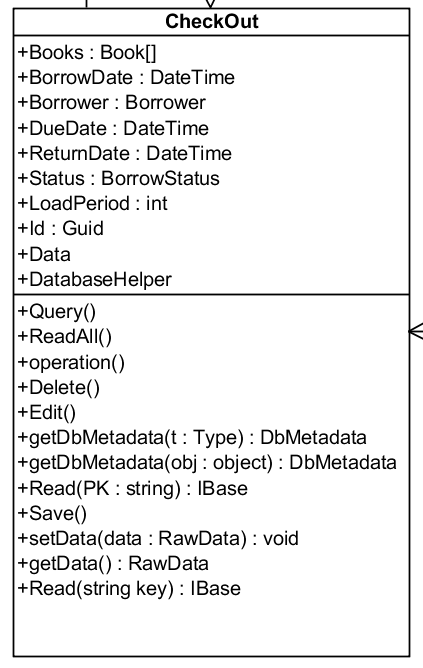 CheckOut
+Books : Book[]
+BorrowDate : DateTime
+Borrower : Borrower
+DueDate : DateTime
+ReturnDate : DateTime
+Status : BorrowStatus
+LoadPeriod : int
+Id : Guid
+Data
+DatabaseHelper
+Query()
+ReadAll()
+operation()
+Delete()
+Edit()
+getDbMetadata(t : Type) : DbMetadata
+getDbMetadata(obj : object) : DbMetadata
+Read(PK : string) : IBase
+Save()
+setData(data : RawData) : void
+getData() : RawData
+Read(string key) : IBase